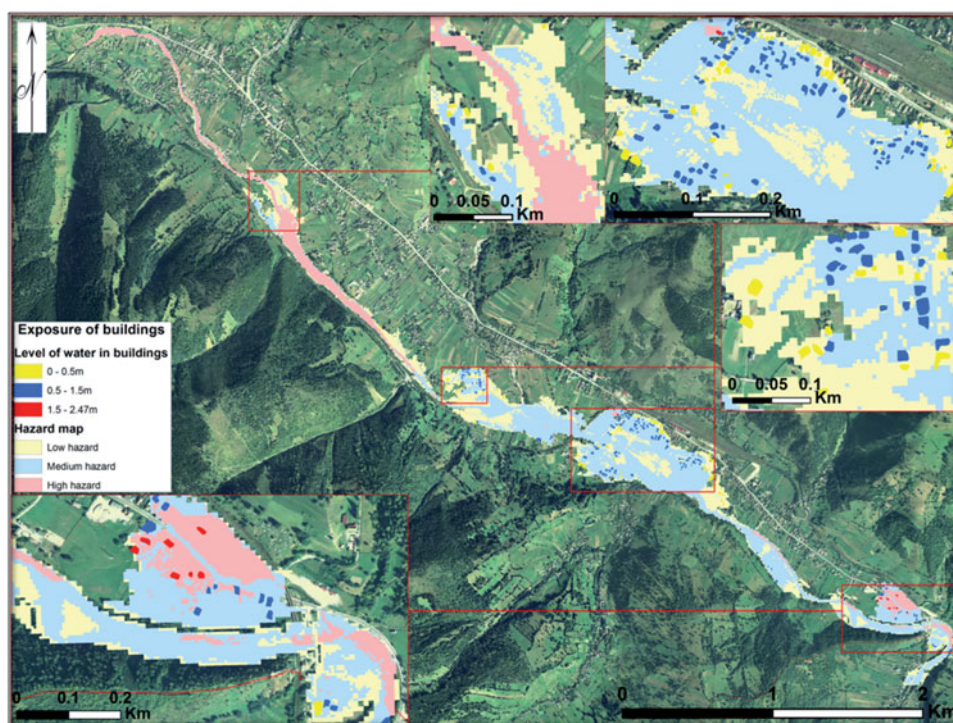 N
0 0.05 0.1
Km
0 0.1 0.2
Km
0 0.05 0.1
Km
Exposure of buildings
Level of water in buildings
0 - 0.5m
0.5 - 1.5m
1.5 - 2.47m
Hazard map
Low hazard
Medium hazard
High hazard
0 0.1 0.2
Km
0 1 2
Km